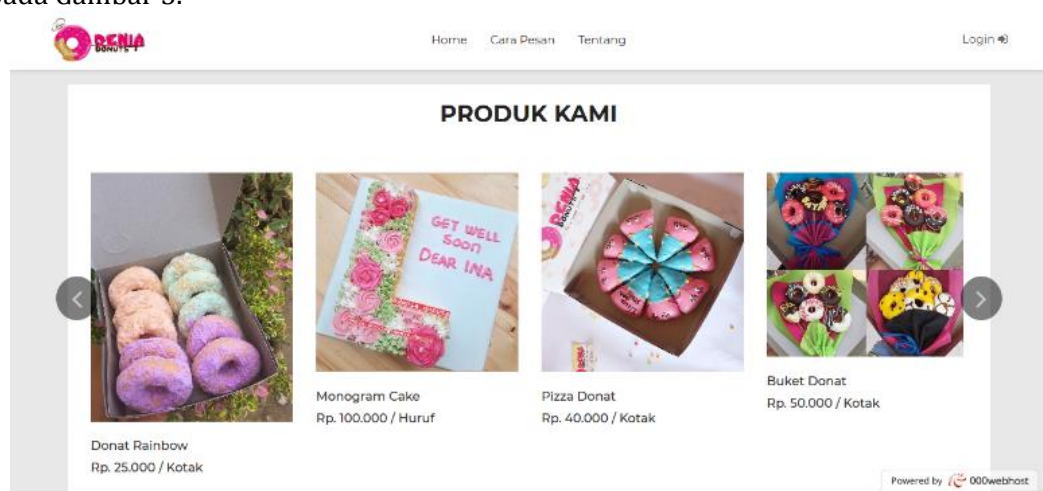 pada Gambar 3.
RENIA
DONUTS
Home Cara Pesan Tentang
Login
PRODUK KAMI
GET WELL
Soon
DEAR INA
RENIA
DONUTS
Donat Rainbow
Rp. 25.000 / Kotak
Monogram Cake
Rp. 100.000 / Huruf
Pizza Donat
Rp. 40.000 / Kotak
Buket Donat
Rp. 50.000 / Kotak
Powered by 000webhost